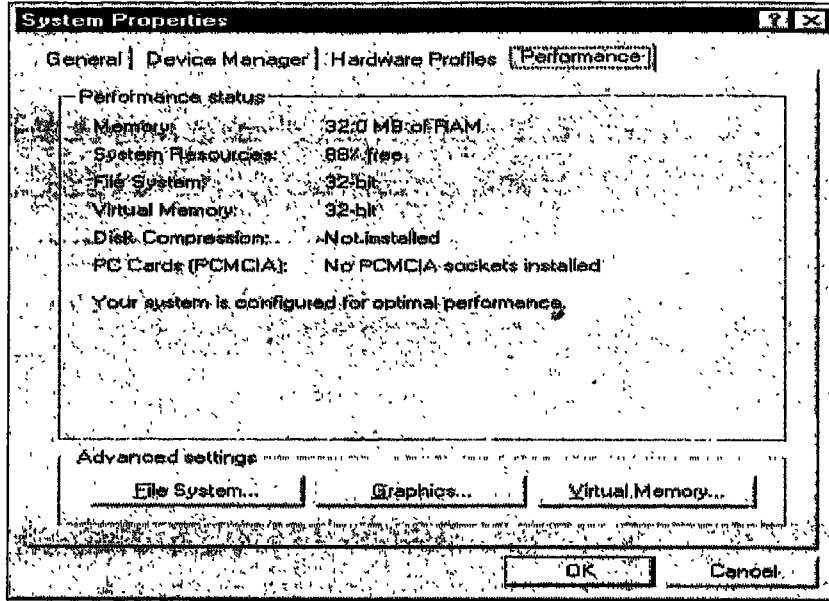 System Properties
General Device Manager Hardware Profiles Performance
Performance status
Memory: 32.0 MB of RAM
System Resources: 88% free
File System: 32-bit
Virtual Memory: 32-bit
Disk Compression: Not installed
PC Cards (PCMCIA): No PCMCIA sockets installed
Your system is configured for optimal performance.
Advanced settings
File System... Graphics... Virtual Memory...
OK Cancel